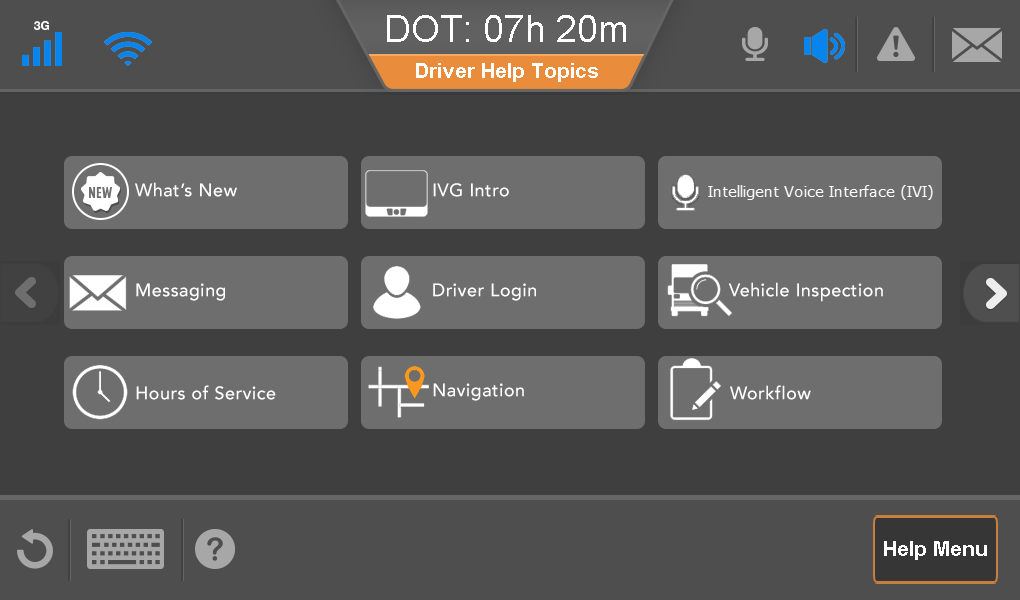 3G
DOT: 07h 20m
Driver Help Topics
NEW What's New
IVG Intro
Intelligent Voice Interface (IVI)
Messaging
Driver Login
Vehicle Inspection
Hours of Service
Navigation
Workflow
?
Help Menu